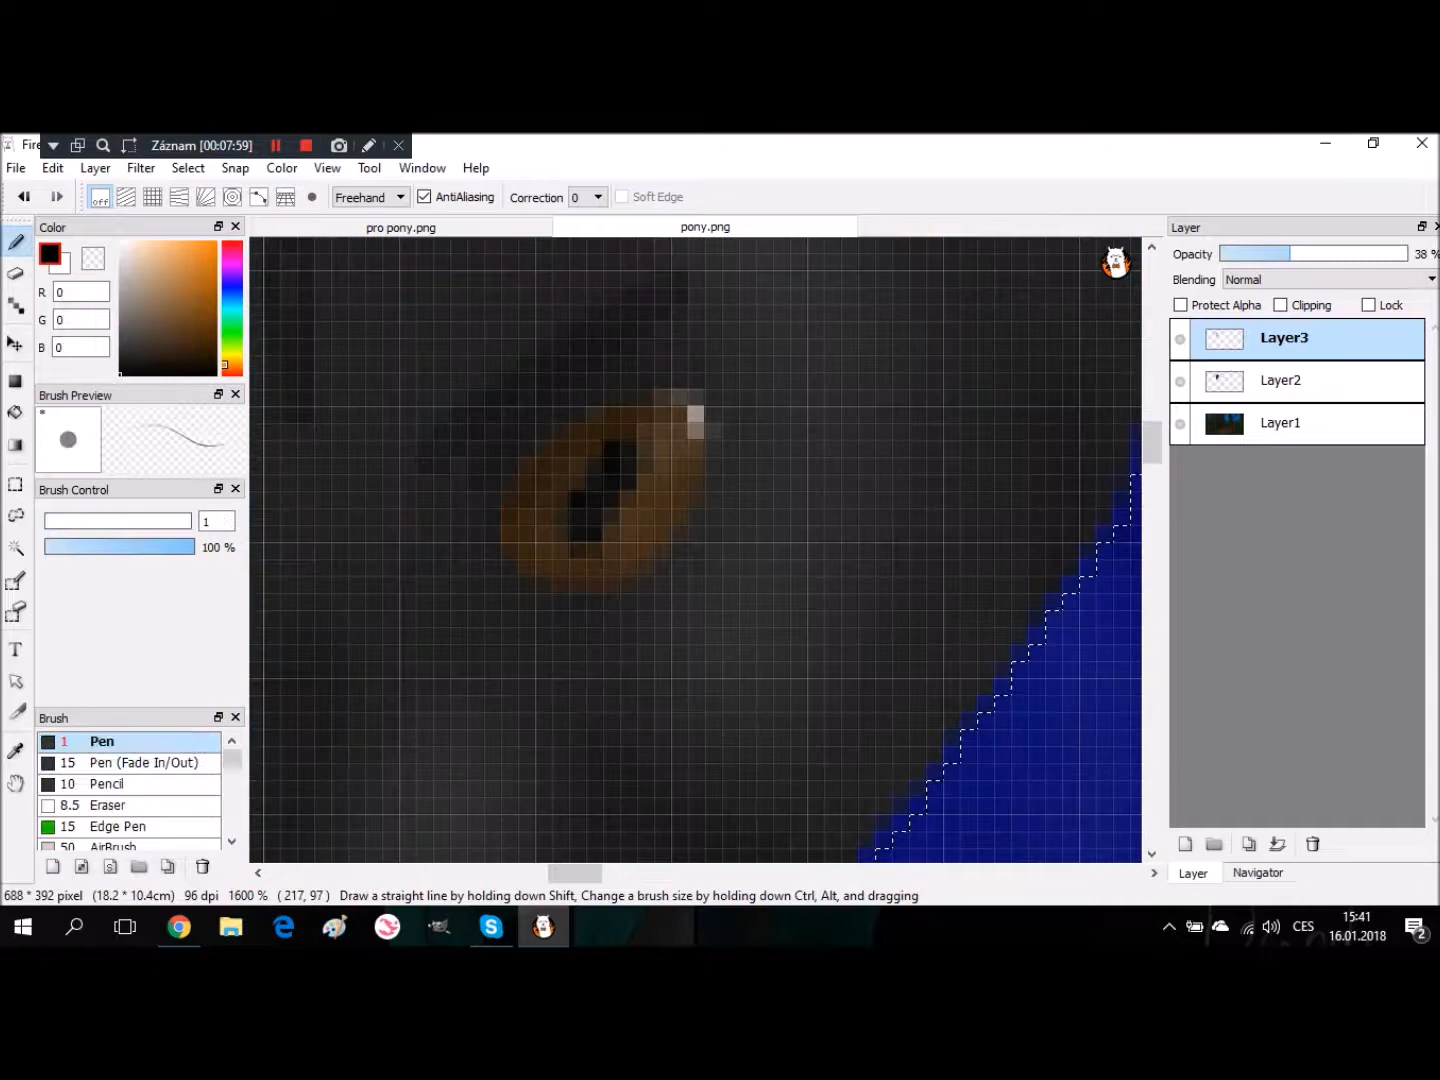 Fire
Záznam [00:07:59]
File Edit Layer Filter Select Snap Color View Tool Window Help
off Freehand AntiAliasing Correction 0 Soft Edge
Color
pro pony.png
pony.png
Layer
R 0
G 0
B 0
Opacity 38 %
Blending Normal
Protect Alpha Clipping Lock
Layer3
Layer2
Layer1
Brush Preview
*
Brush Control
1
100 %
Brush
1 Pen
15 Pen (Fade In/Out)
10 Pencil
8.5 Eraser
15 Edge Pen
50 AirBrush
Layer Navigator
688 * 392 pixel (18.2 * 10.4cm) 96 dpi 1600 % ( 217, 97 ) Draw a straight line by holding down Shift, Change a brush size by holding down Ctrl, Alt, and dragging
CES
15:41
16.01.2018
2